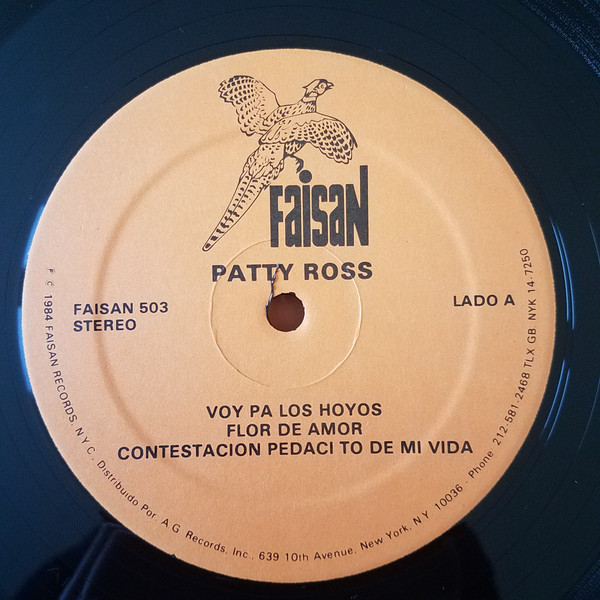 FAISAN
PATTY ROSS
FAISAN 503
STEREO
LADO A
VOY PA LOS HOYOS
FLOR DE AMOR
CONTESTACION PEDACI TO DE MI VIDA
P C 1984 FAISAN RECORDS, N.Y.C. Distribuido Por A.G. Records, Inc., 639 10th Avenue, New York, N.Y. 10036 - Phone 212-581-2468 TLX GB NYK 14-7250